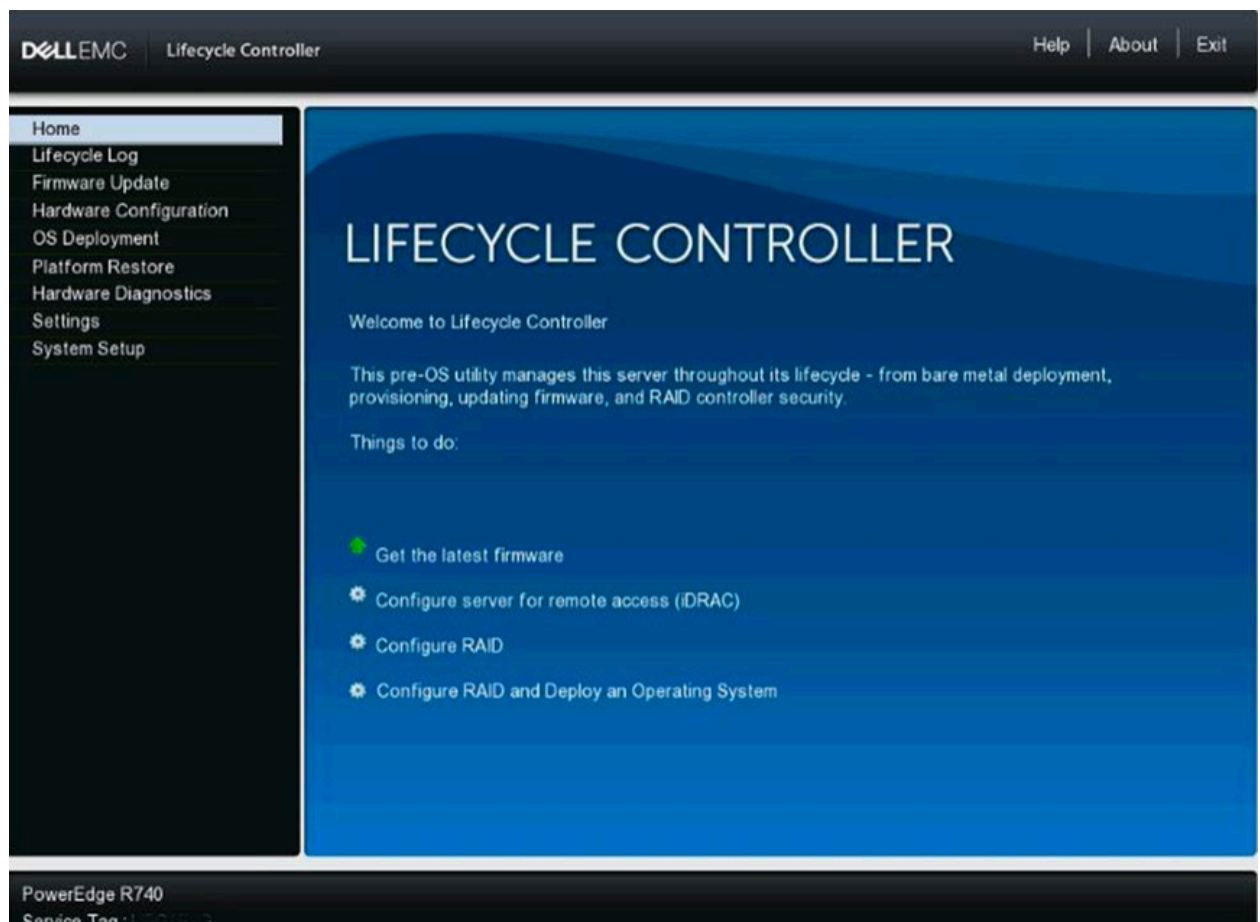 DELLEMC Lifecycle Controller Help About Exit
Home
Lifecycle Log
Firmware Update
Hardware Configuration
OS Deployment
Platform Restore
Hardware Diagnostics
Settings
System Setup
LIFECYCLE CONTROLLER
Welcome to Lifecycle Controller
This pre-OS utility manages this server throughout its lifecycle - from bare metal deployment,
provisioning, updating firmware, and RAID controller security.
Things to do:
Get the latest firmware
Configure server for remote access (iDRAC)
Configure RAID
Configure RAID and Deploy an Operating System
PowerEdge R740
Service Tag :